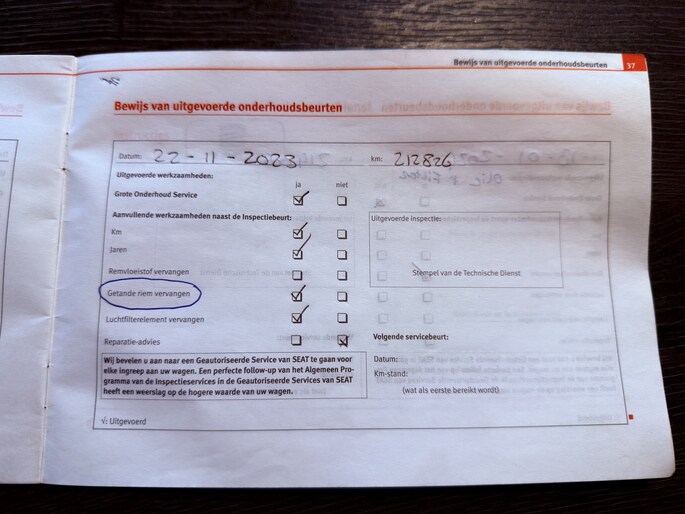 Bewijs van uitgevoerde onderhoudsbeurten 37
Bewijs van uitgevoerde onderhoudsbeurten
Datum: 22-11-2023 km: 212826
Uitgevoerde werkzaamheden: ja niet
Grote Onderhoud Service
Aanvullende werkzaamheden naast de Inspectiebeurt:
Uitgevoerde inspectie:
Km
Jaren
Remvloeistof vervangen
Stempel van de Technische Dienst
Getande riem vervangen
Luchtfilterelement vervangen
Reparatie-advies
Volgende servicebeurt:
Datum:
Km-stand:
(wat als eerste bereikt wordt)
Wij bevelen u aan naar een Geautoriseerde Service van SEAT te gaan voor
elke ingreep aan uw wagen. Een perfecte follow-up van het Algemeen Pro-
gramma van de Inspectieservices in de Geautoriseerde Services van SEAT
heeft een weerslag op de hogere waarde van uw wagen.
√: Uitgevoerd